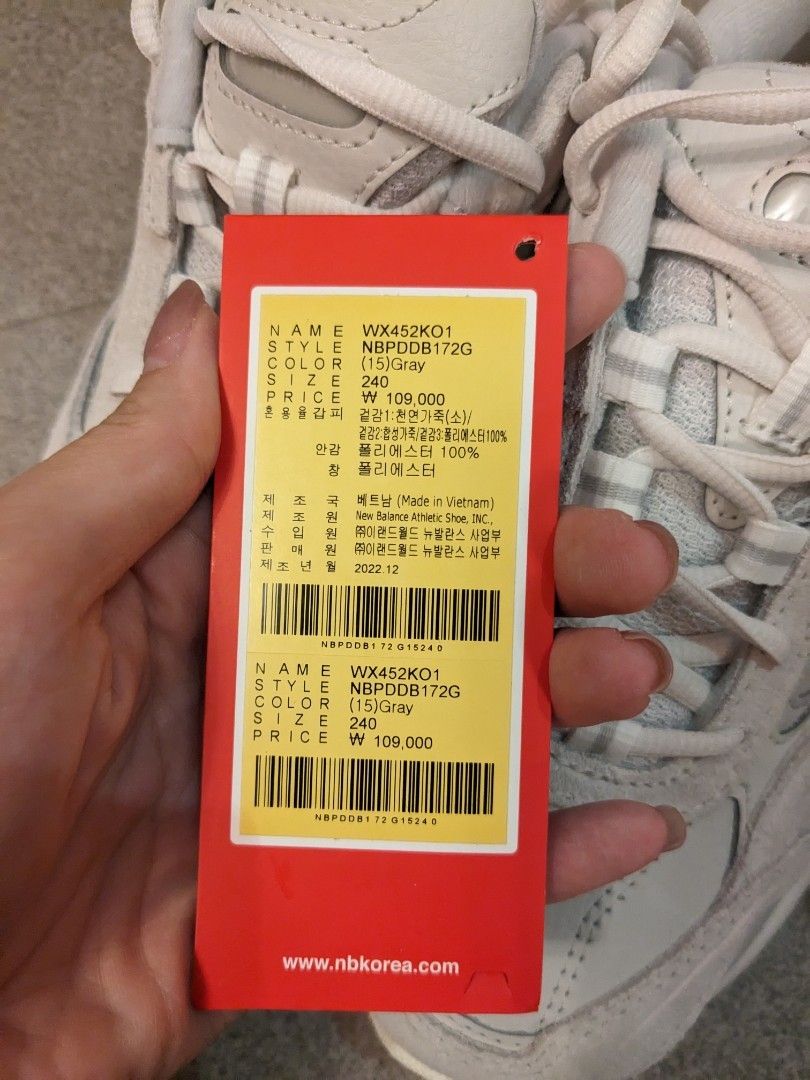 NAME WX452KO1
STYLE NBPDDB172G
COLOR (15)Gray
SIZE 240
PRICE ₩ 109,000
혼용율갑피 겉감1:천연가죽(소)/
겉감2:합성가죽/겉감3:폴리에스터100%
안감 폴리에스터 100%
창 폴리에스터
제조국 베트남 (Made in Vietnam)
제조원 New Balance Athletic Shoe, INC.,
수입원 ㈜이랜드월드 뉴발란스 사업부
판매원 ㈜이랜드월드 뉴발란스 사업부
제조년월 2022.12
NBPDDB172G15240
NAME WX452KO1
STYLE NBPDDB172G
COLOR (15)Gray
SIZE 240
PRICE ₩ 109,000
NBPDDB172G15240
www.nbkorea.com